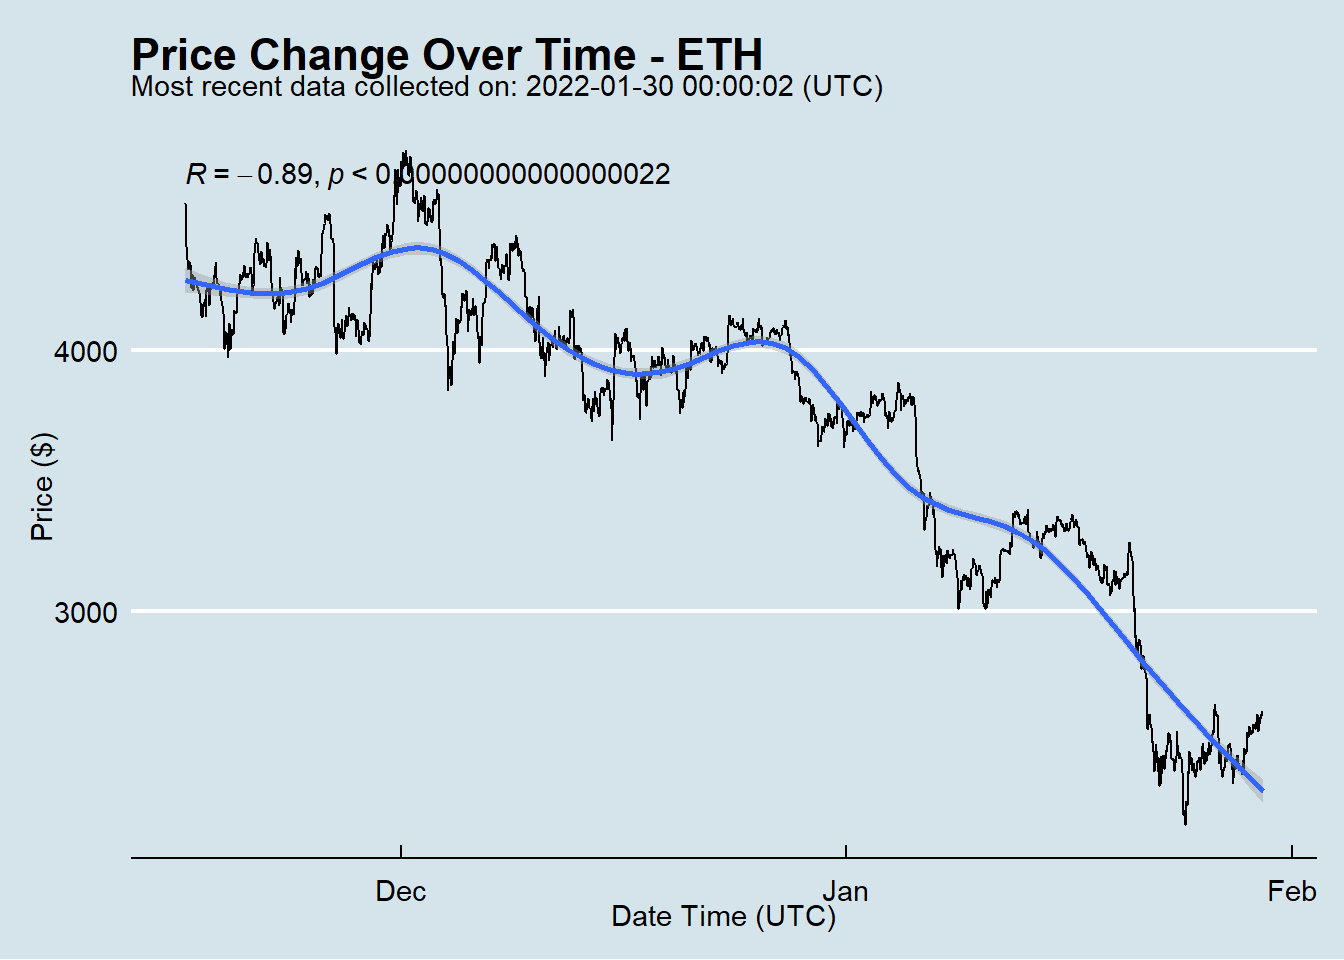 Price Change Over Time - ETH
Most recent data collected on: 2022-01-30 00:00:02 (UTC)
R = −0.89, p < 0.00000000000000022
4000
3000
Price ($)
Dec
Jan
Feb
Date Time (UTC)